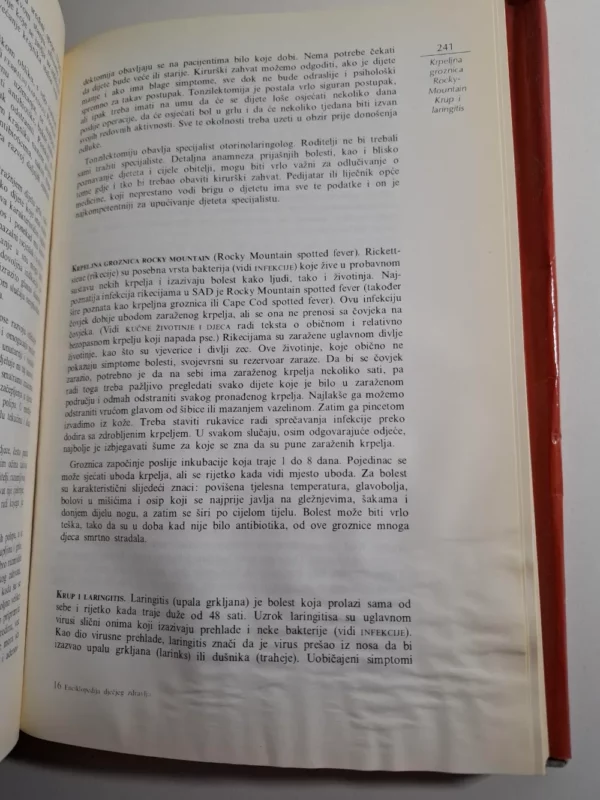 241
Krpeljna
groznica
Rocky-
Mountain
Krup i
laringitis
dektomija obavljaju se na pacijentima bilo koje dobi. Nema potrebe čekati
da dijete bude veće ili starije. Kirurški zahvat možemo odgoditi, ako je dijete
manje i ako ima blage simptome, sve dok ne bude odraslije i psihološki
spremno za takav postupak. Tonzilektomija je postala vrlo siguran postupak,
ali ipak treba imati na umu da će se dijete loše osjećati nekoliko dana
poslije operacije, da će osjećati bol u grlu i da će nekoliko tjedana biti izvan
svojih redovnih aktivnosti. Sve te okolnosti treba uzeti u obzir prije donošenja
odluke.
Tonzilektomiju obavlja specijalist otorinolaringolog. Roditelji ne bi trebali
sami tražiti specijaliste. Detaljna anamneza prijašnjih bolesti, kao i blisko
poznavanje djeteta i cijele obitelji, mogu biti vrlo važni za odlučivanje o
tome gdje i tko bi trebao obaviti kirurški zahvat. Pedijatar ili liječnik opće
medicine, koji neprestano vodi brigu o djetetu ima sve te podatke i on je
najkompetentniji za upućivanje djeteta specijalistu.
KRPELJNA GROZNICA ROCKY MOUNTAIN (Rocky Mountain spotted fever). Rickett-
siae (rikecije) su posebna vrsta bakterija (vidi INFEKCIJE) koje žive u probavnom
sustavu nekih krpelja i izazivaju bolest kako ljudi, tako i životinja. Naj-
poznatija infekcija rikecijama u SAD je Rocky Mountain spotted fever (također
šire poznata kao krpeljna groznica ili Cape Cod spotted fever). Ovu infekciju
čovjek dobije ubodom zaraženog krpelja, ali se ona ne prenosi sa čovjeka na
čovjeka. (Vidi KUĆNE ŽIVOTINJE I DJECA radi teksta o običnom i relativno
bezopasnom krpelju koji napada pse.) Rikecijama su zaražene uglavnom divlje
životinje, kao što su vjeverice i divlji zec. Ove životinje, koje obično ne
pokazuju simptome bolesti, svojevrsni su rezervoar zaraze. Da bi se čovjek
zarazio, potrebno je da na sebi ima zaraženog krpelja nekoliko sati, pa
radi toga treba pažljivo pregledati svako dijete koje je bilo u zaraženom
području i odmah odstraniti svakog pronađenog krpelja. Najlakše ga možemo
odstraniti vrućom glavom od šibice ili mazanjem vazelinom. Zatim ga pincetom
izvadimo iz kože. Treba staviti rukavice radi sprečavanja infekcije preko
dodira sa zdrobljenim krpeljem. U svakom slučaju, osim odgovarajuće odjeće,
najbolje je izbjegavati šume za koje se zna da su pune zaraženih krpelja.
Groznica započinje poslije inkubacije koja traje 1 do 8 dana. Pojedinac se
može sjećati uboda krpelja, ali se rijetko kada vidi mjesto uboda. Za bolest
su karakteristični slijedeći znaci: povišena tjelesna temperatura, glavobolja,
bolovi u mišićima i osip koji se najprije javlja na gležnjevima, šakama i
donjem dijelu nogu, a zatim se širi po cijelom tijelu. Bolest može biti vrlo
teška, tako da su u doba kad nije bilo antibiotika, od ove groznice mnoga
djeca smrtno stradala.
KRUP I LARINGITIS. Laringitis (upala grkljana) je bolest koja prolazi sama od
sebe i rijetko kada traje duže od 48 sati. Uzrok laringitisa su uglavnom
virusi slični onima koji izazivaju prehlade i neke bakterije (vidi INFEKCIJE).
Kao dio virusne prehlade, laringitis znači da je virus prešao iz nosa da bi
izazvao upalu grkljana (larinks) ili dušnika (traheje). Uobičajeni simptomi
16 Enciklopedija dječjeg zdravlja